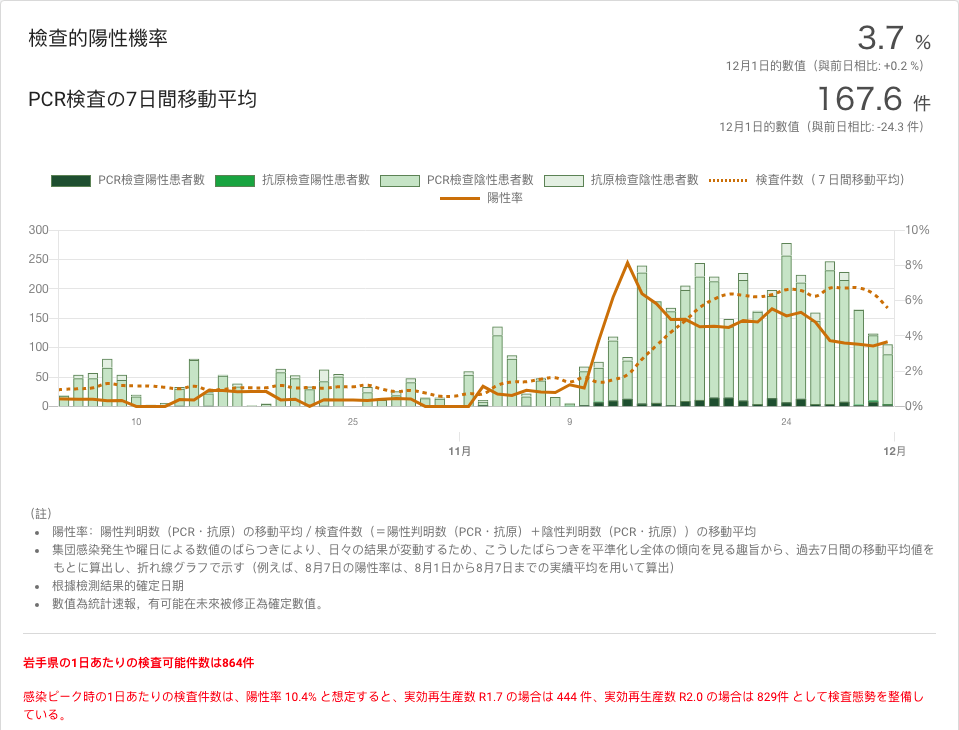 檢查的陽性機率
3.7 %
12月1日的數值（與前日相比: +0.2 %）
PCR検査の7日間移動平均
167.6 件
12月1日的數值（與前日相比: -24.3 件）
PCR檢查陽性患者數 抗原檢查陽性患者數 PCR檢查陰性患者數 抗原檢查陰性患者數 検査件数（７日間移動平均）
陽性率
300 10%
250 8%
200 6%
150 4%
100 2%
50 0%
0
10 25 9 24
11月 12月
（註）
陽性率：陽性判明数（PCR・抗原）の移動平均 / 検査件数（＝陽性判明数（PCR・抗原）＋陰性判明数（PCR・抗原））の移動平均
集団感染発生や曜日による数値のばらつきにより、日々の結果が変動するため、こうしたばらつきを平準化し全体の傾向を見る趣旨から、過去7日間の移動平均値を
もとに算出し、折れ線グラフで示す（例えば、8月7日の陽性率は、8月1日から8月7日までの実績平均を用いて算出）
根據檢測結果的確定日期
數值為統計速報，有可能在未來被修正為確定數值。
岩手県の1日あたりの検査可能件数は864件
感染ピーク時の1日あたりの検査件数は、陽性率 10.4% と想定すると、実効再生産数 R1.7 の場合は 444 件、実効再生産数 R2.0 の場合は 829件 として検査態勢を整備し
ている。